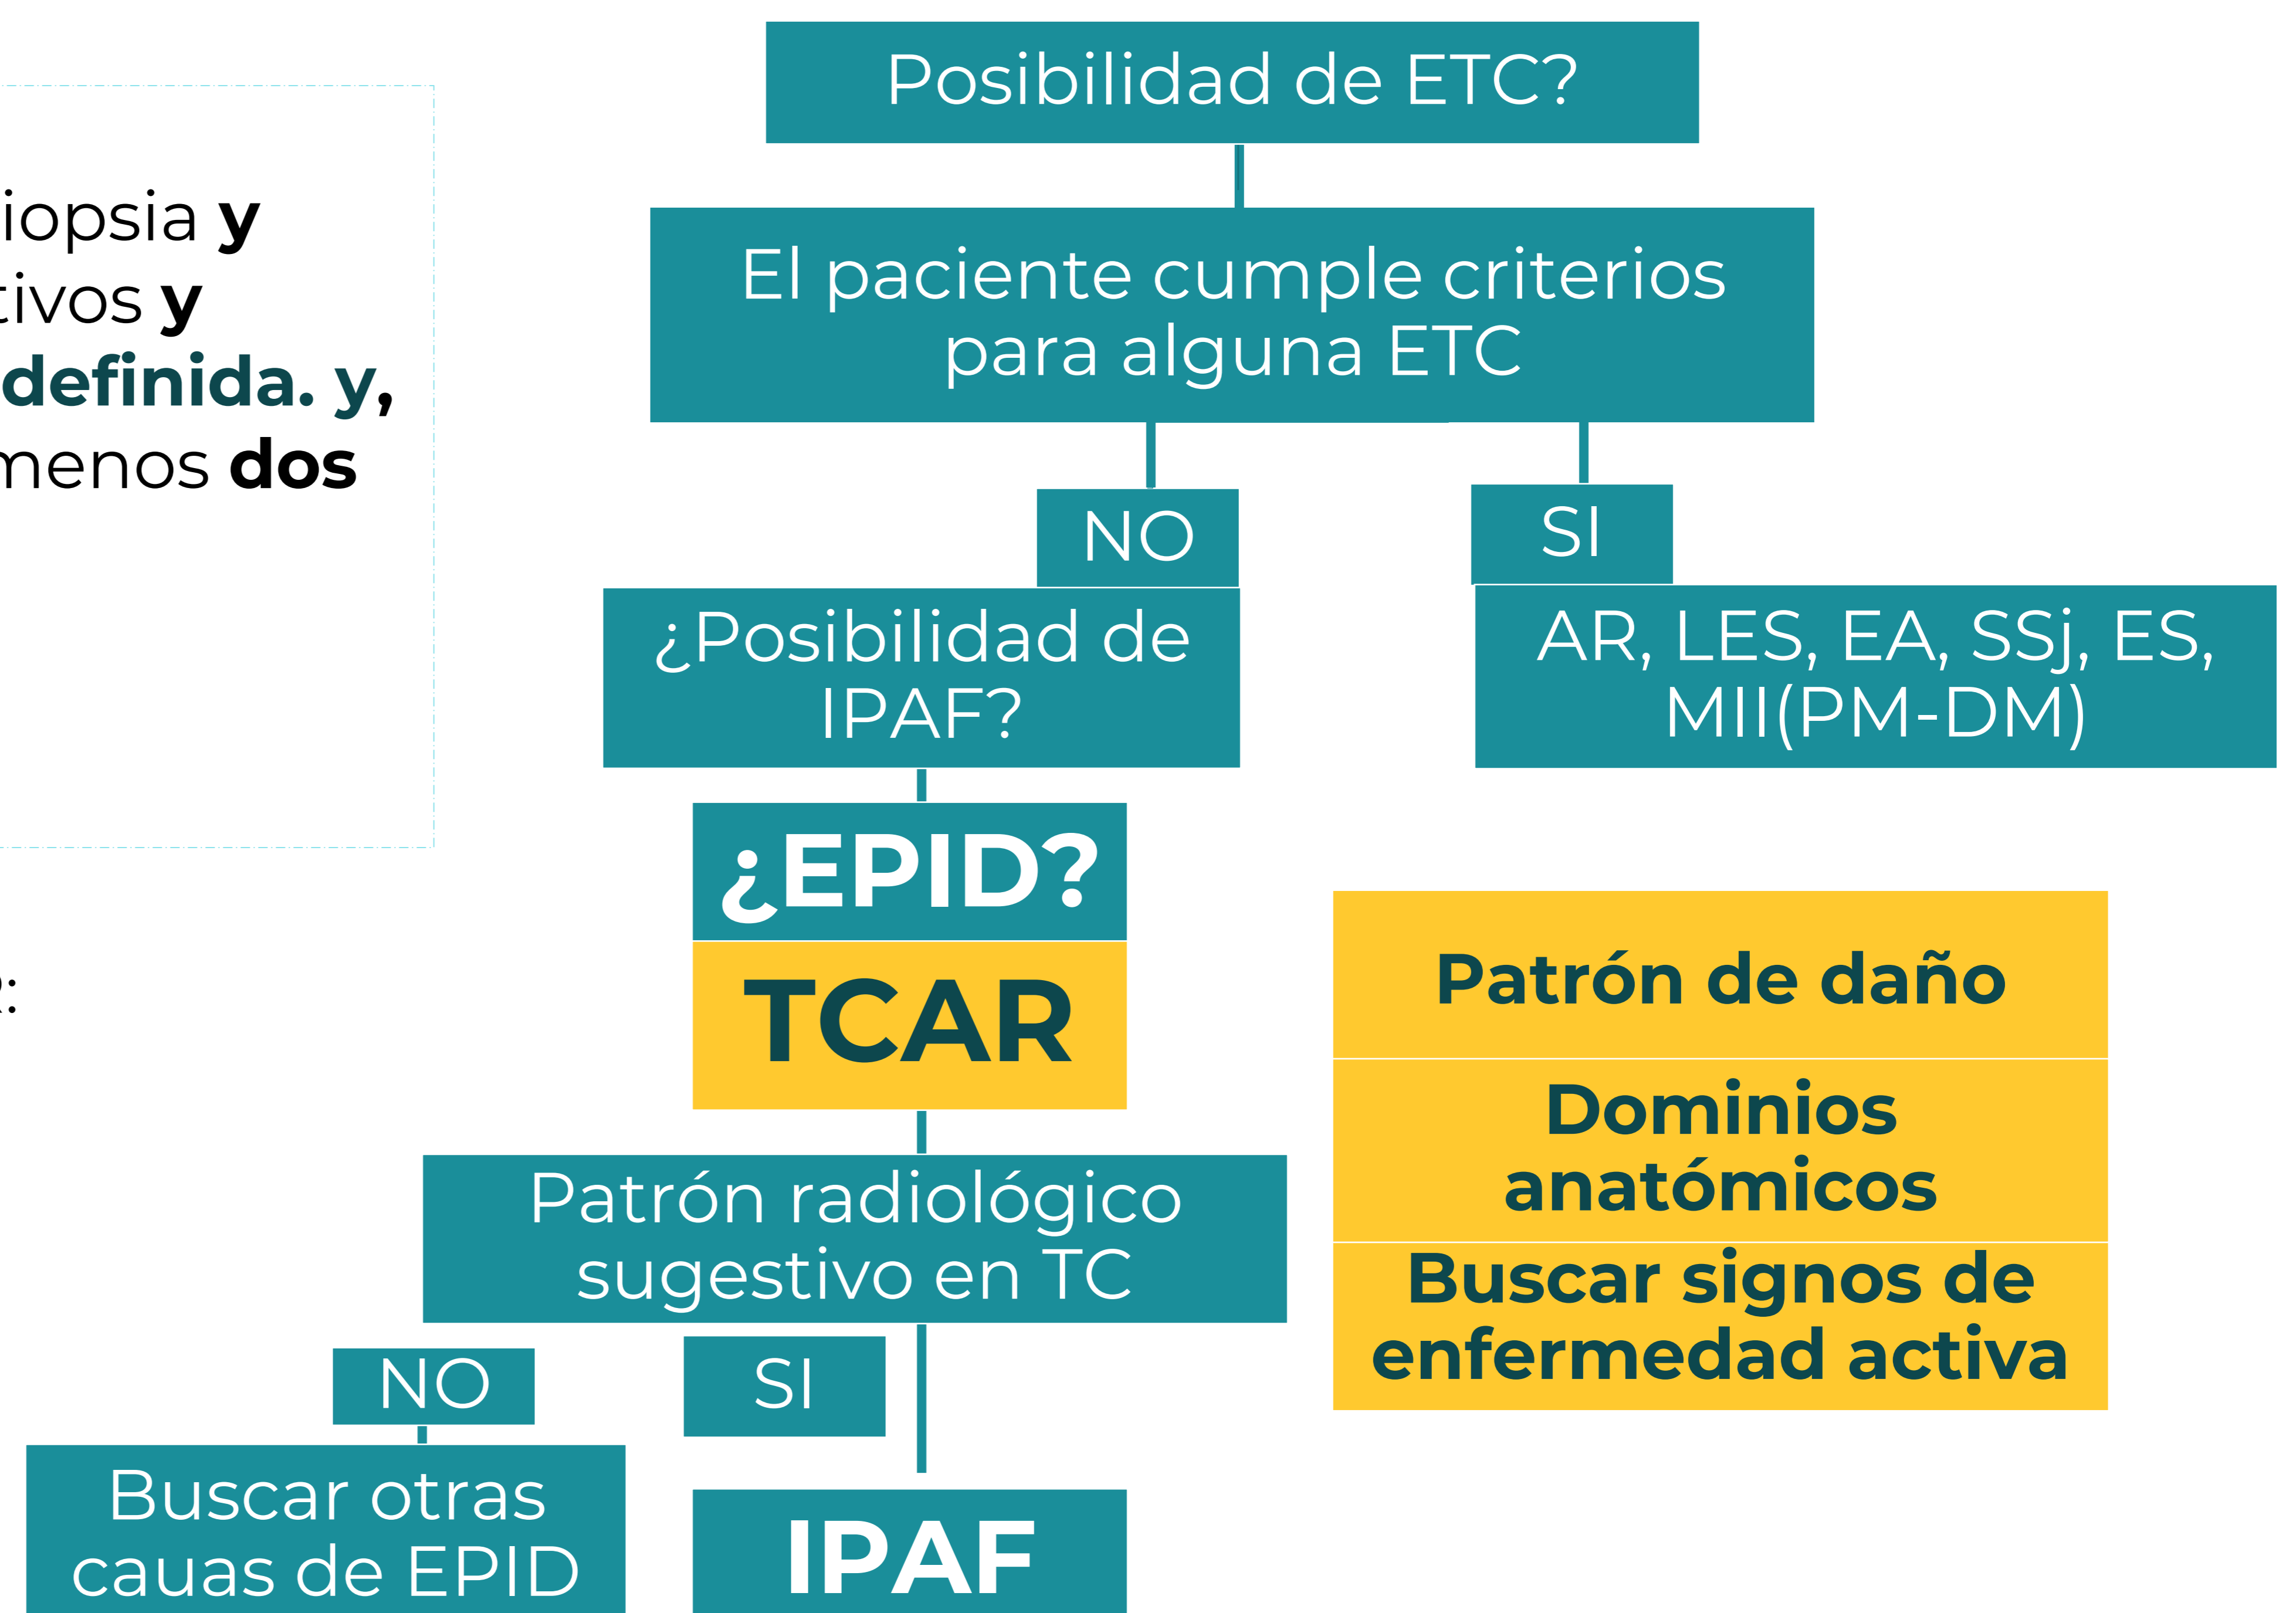 Posibilidad de ETC?
El paciente cumple criterios
para alguna ETC
NO
SI
¿Posibilidad de
IPAF?
AR, LES, EA, SSj, ES,
MII(PM-DM)
¿EPID?
TCAR
Patrón radiológico
sugestivo en TC
NO
SI
Buscar otras
cauas de EPID
IPAF
Patrón de daño
Dominios
anatómicos
Buscar signos de
enfermedad activa
iopsia y
tivos y
definida. y,
menos dos